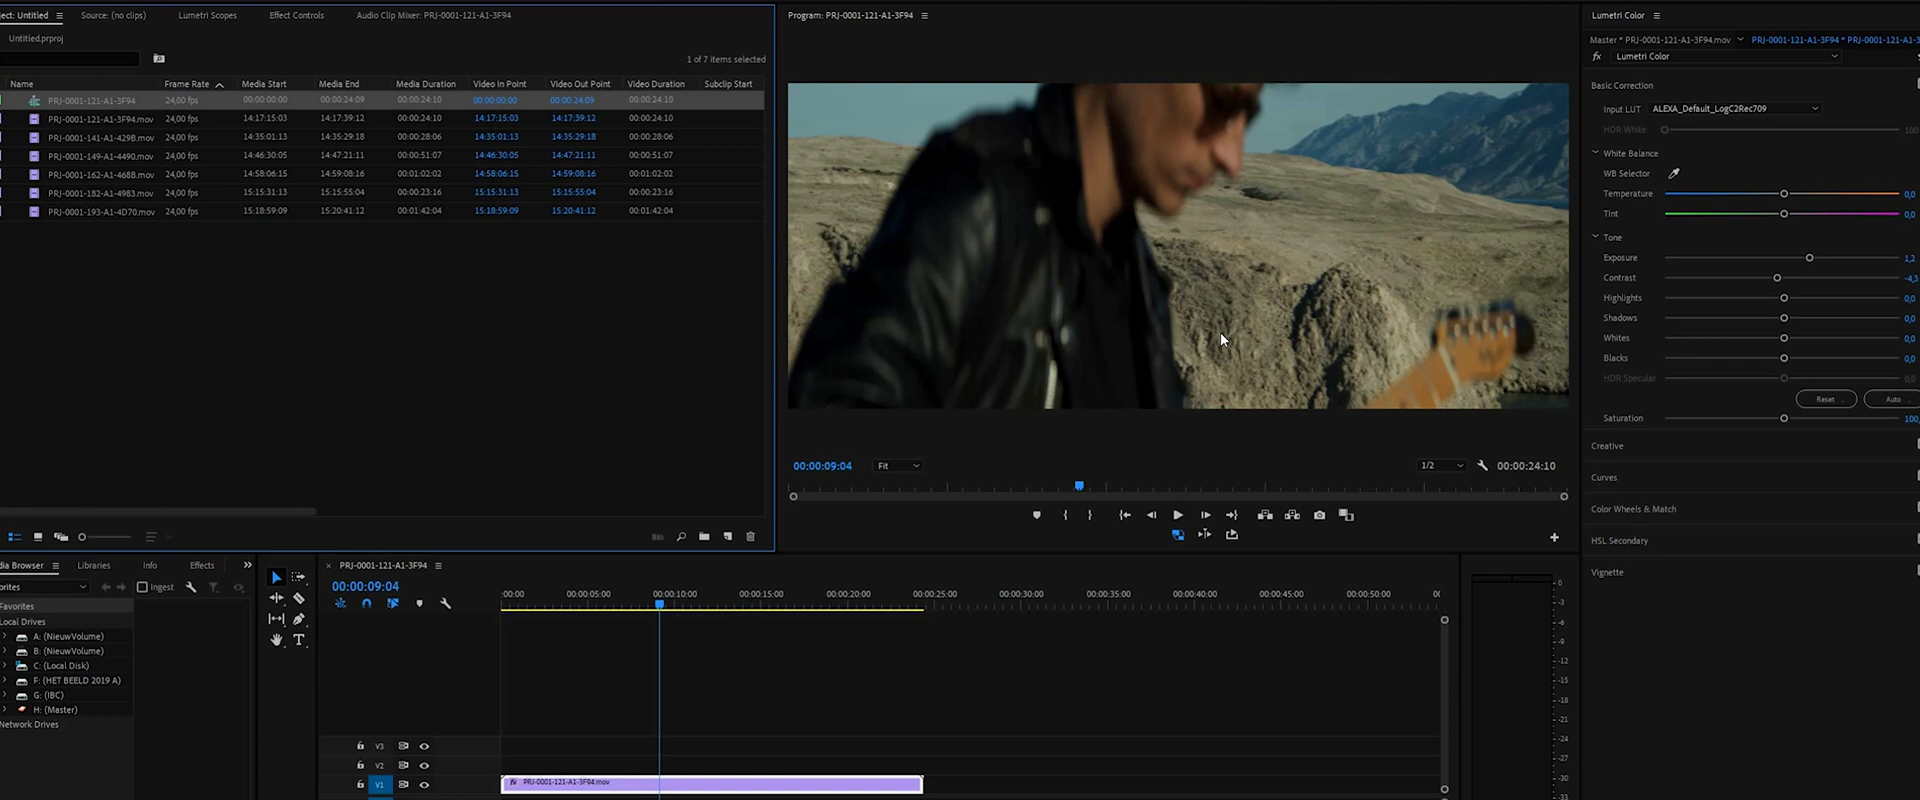 ject: Untitled
Source: (no clips)
Lumetri Scopes
Effect Controls
Audio Clip Mixer: PRJ-0001-121-A1-3F94
Untitled.prproj
1 of 7 items selected
Name Frame Rate Media Start Media End Media Duration Video In Point Video Out Point Video Duration Subclip Start
PRJ-0001-121-A1-3F94 24,00 fps 00:00:00:00 00:00:24:09 00:00:24:10 00:00:00:00 00:00:24:09 00:00:24:10
PRJ-0001-121-A1-3F94.mov 24,00 fps 14:17:15:03 14:17:39:12 00:00:24:10 14:17:15:03 14:17:39:12 00:00:24:10
PRJ-0001-141-A1-429B.mov 24,00 fps 14:35:01:13 14:35:29:18 00:00:28:06 14:35:01:13 14:35:29:18 00:00:28:06
PRJ-0001-149-A1-4490.mov 24,00 fps 14:46:30:05 14:47:21:11 00:00:51:07 14:46:30:05 14:47:21:11 00:00:51:07
PRJ-0001-162-A1-468B.mov 24,00 fps 14:58:06:15 14:59:08:16 00:01:02:02 14:58:06:15 14:59:08:16 00:01:02:02
PRJ-0001-182-A1-4983.mov 24,00 fps 15:15:31:13 15:15:55:04 00:00:23:16 15:15:31:13 15:15:55:04 00:00:23:16
PRJ-0001-193-A1-4D70.mov 24,00 fps 15:18:59:09 15:20:41:12 00:01:42:04 15:18:59:09 15:20:41:12 00:01:42:04
Program: PRJ-0001-121-A1-3F94
00:00:09:04
Fit
1/2
00:00:24:10
Lumetri Color
Master * PRJ-0001-121-A1-3F94.mov PRJ-0001-121-A1-3F94 * PRJ-0001-121-A1-3
fx Lumetri Color
Basic Correction
Input LUT ALEXA_Default_LogC2Rec709
HDR White 100
White Balance
WB Selector
Temperature 0,0
Tint 0,0
Tone
Exposure 1,2
Contrast -4,3
Highlights 0,0
Shadows 0,0
Whites 0,0
Blacks 0,0
HDR Specular 0,0
Reset Auto
Saturation 100,
Creative
Curves
Color Wheels & Match
HSL Secondary
Vignette
dia Browser
Libraries
Info
Effects
orites
Ingest
Favorites
Local Drives
A: (NieuwVolume)
B: (NieuwVolume)
C: (Local Disk)
F: (HET BEELD 2019 A)
G: (IBC)
H: (Master)
Network Drives
PRJ-0001-121-A1-3F94
00:00:09:04
:00:00 00:00:05:00 00:00:10:00 00:00:15:00 00:00:20:00 00:00:25:00 00:00:30:00 00:00:35:00 00:00:40:00 00:00:45:00 00:00:50:00 00
V3
V2
V1
fx PRJ-0001-121-A1-3F94.mov
0
-3
-6
-9
-12
-15
-18
-21
-24
-27
-30
-33